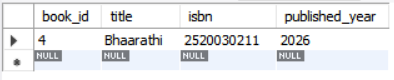 book_id title isbn published_year
4 Bhaarathi 2520030211 2026
NULL NULL NULL NULL